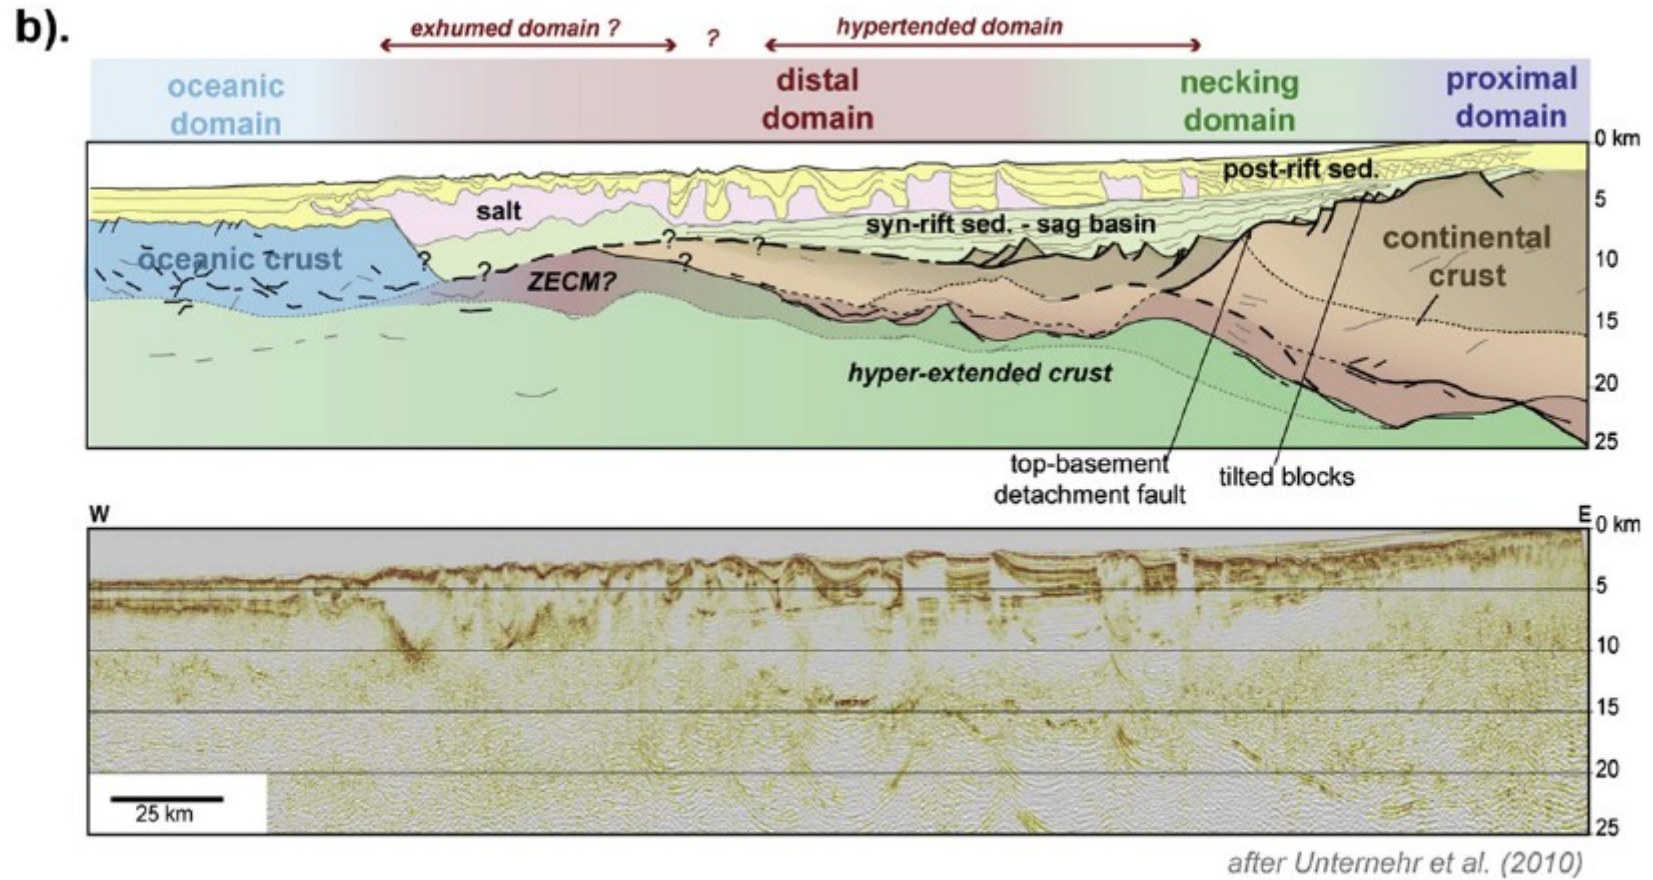 b).
exhumed domain ?
?
hypertended domain
oceanic
domain
distal
domain
necking
domain
proximal
domain
0 km
post-rift sed.
5
salt
syn-rift sed. - sag basin
continental
crust
?
?
oceanic crust
?
?
?
10
ZECM?
15
hyper-extended crust
20
25
top-basement
detachment fault
tilted blocks
W
E
0 km
5
10
15
20
25 km
25
after Unternehr et al. (2010)